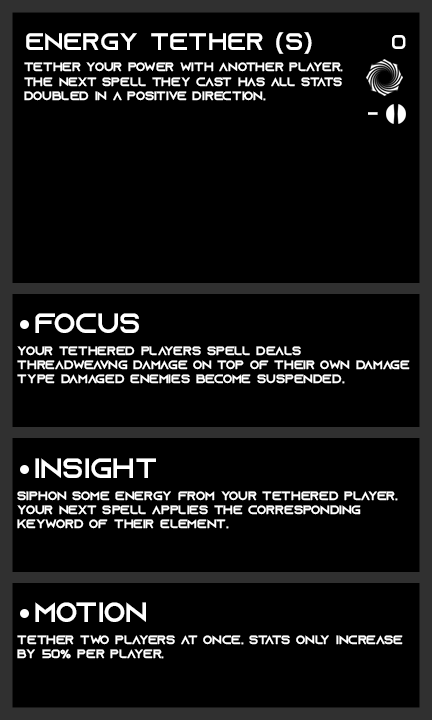 ENERGY TETHER (S) 0
TETHER YOUR POWER WITH ANOTHER PLAYER.
THE NEXT SPELL THEY CAST HAS ALL STATS
DOUBLED IN A POSITIVE DIRECTION.
-
•FOCUS
YOUR TETHERED PLAYERS SPELL DEALS
THREADWEAVNG DAMAGE ON TOP OF THEIR OWN DAMAGE
TYPE DAMAGED ENEMIES BECOME SUSPENDED.
•INSIGHT
SIPHON SOME ENERGY FROM YOUR TETHERED PLAYER.
YOUR NEXT SPELL APPLIES THE CORRESPONDING
KEYWORD OF THEIR ELEMENT.
•MOTION
TETHER TWO PLAYERS AT ONCE. STATS ONLY INCREASE
BY 50% PER PLAYER.